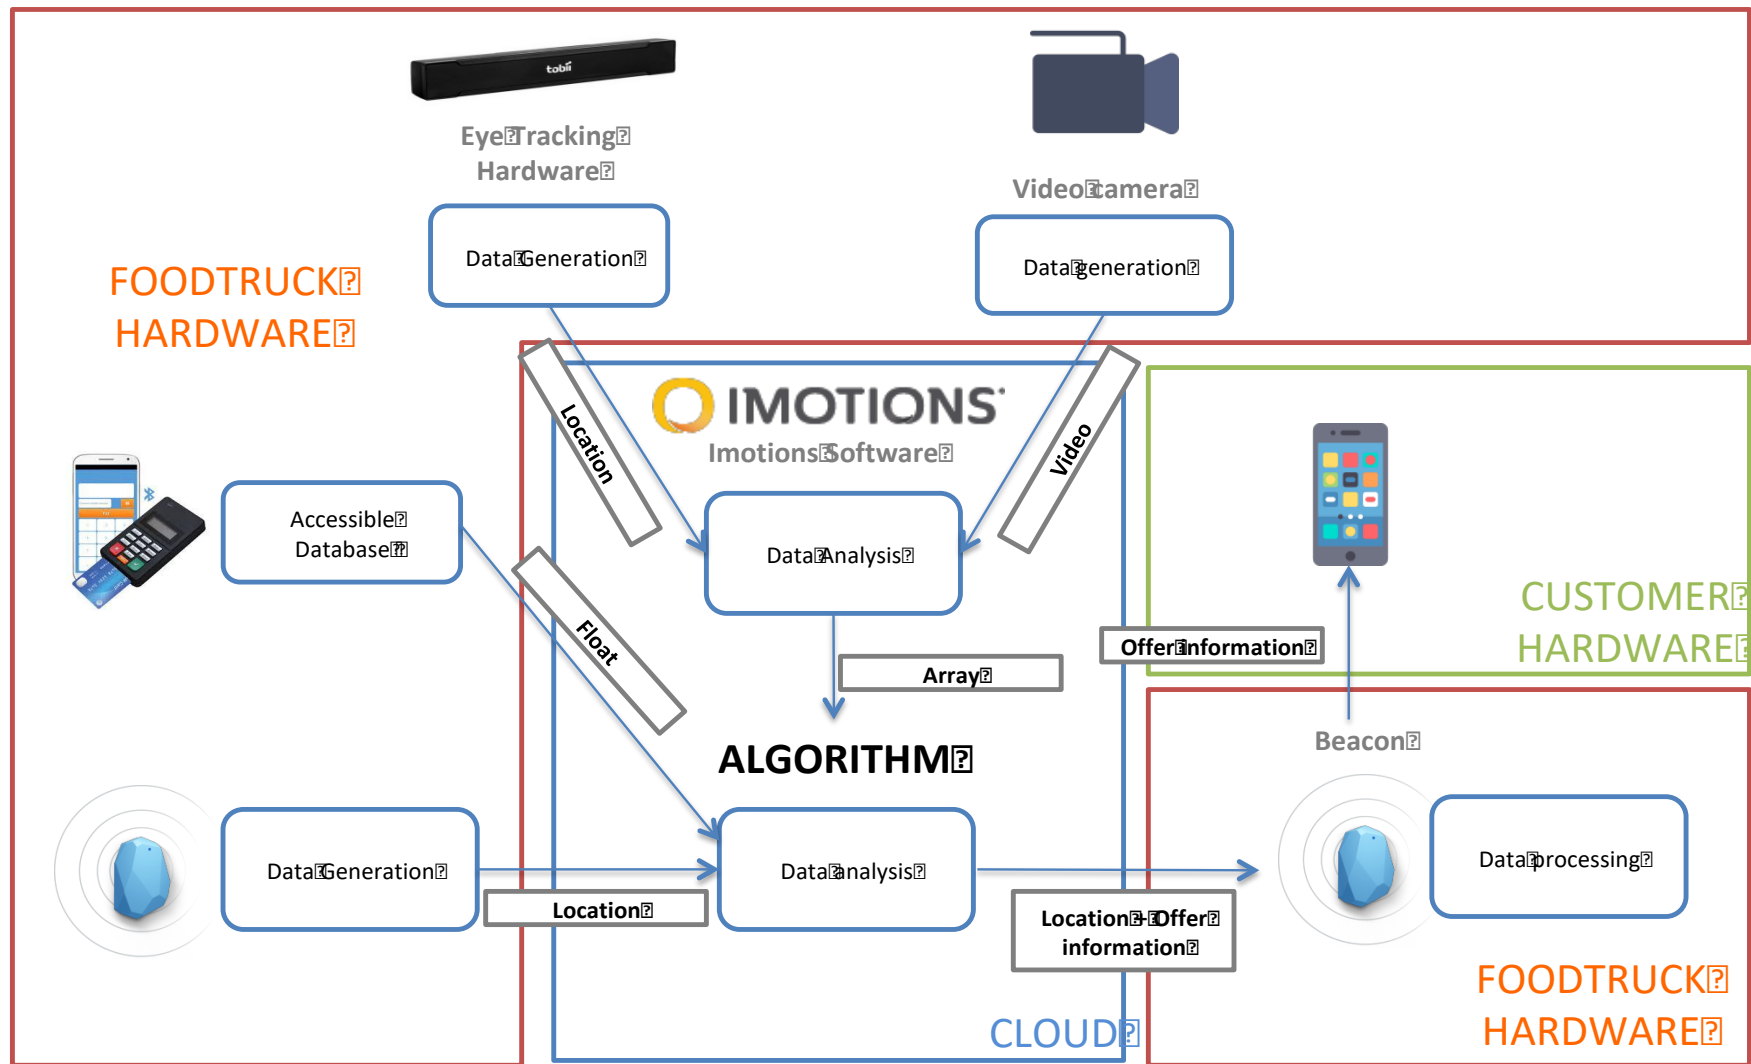 tobii
Eye Tracking
Hardware
Video camera
Data Generation
Data generation
FOODTRUCK
HARDWARE
IMOTIONS
Imotions Software
Location
Video
Accessible
Database
Data Analysis
Float
Array
Offer information
CUSTOMER
HARDWARE
ALGORITHM
Beacon
Data Generation
Data analysis
Data processing
Location
Location + Offer
information
FOODTRUCK
HARDWARE
CLOUD